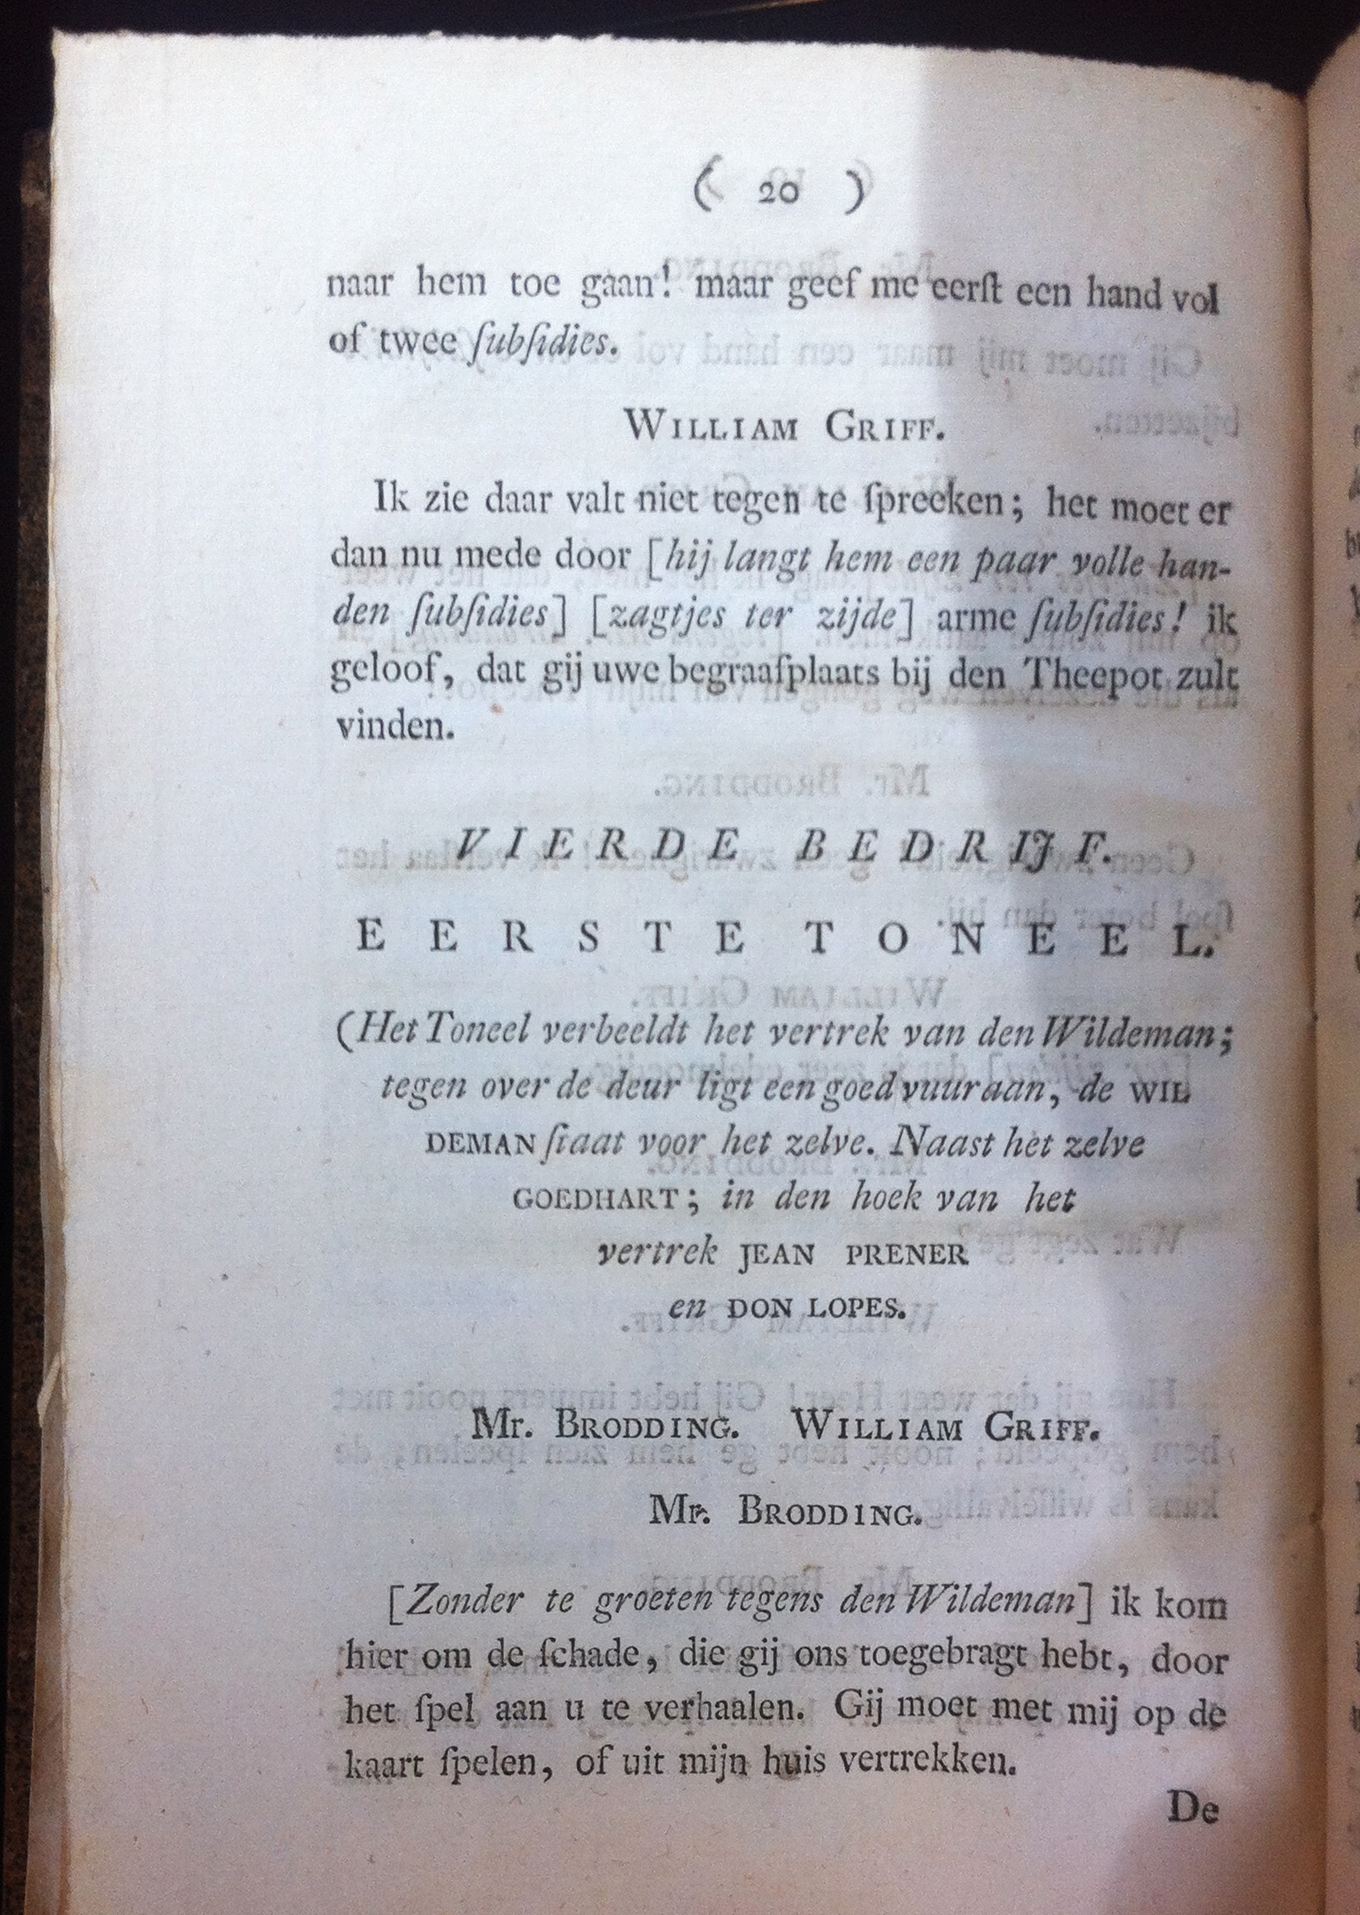 ( 20 )
naar hem toe gaan! maar geef me eerſt een hand vol
of twee ſubſidies.
WILLIAM GRIFF.
Ik zie daar valt niet tegen te ſpreeken; het moet er
dan nu mede door [hij langt hem een paar volle han-
den ſubſidies] [zagtjes ter zijde] arme ſubſidies! ik
geloof, dat gij uwe begraafplaats bij den Theepot zult
vinden.
VIERDE BEDRIJF.
EERSTE TONEEL.
(Het Toneel verbeeldt het vertrek van den Wildeman;
tegen over de deur ligt een goed vuur aan, de WIL
DEMAN ſtaat voor het zelve. Naast het zelve
GOEDHART; in den hoek van het
vertrek JEAN PRENER
en DON LOPES.
Mr. BRODDING. WILLIAM GRIFF.
Mr. BRODDING.
[Zonder te groeten tegens den Wildeman] ik kom
hier om de ſchade, die gij ons toegebragt hebt, door
het ſpel aan u te verhaalen. Gij moet met mij op de
kaart ſpelen, of uit mijn huis vertrekken.
De